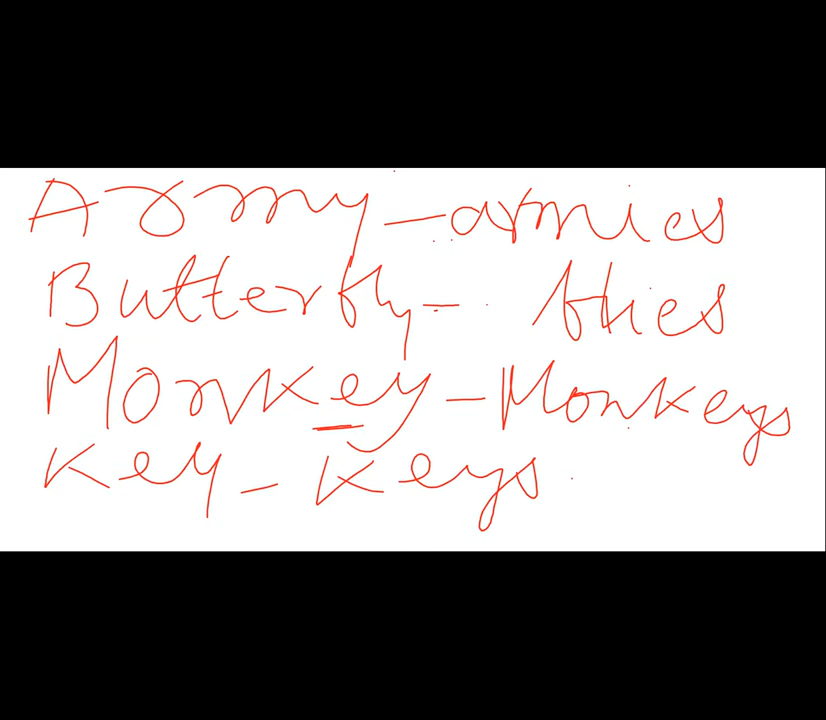 Army - armies
Butterfly - flies
Monkey - Monkeys
Key - Keys